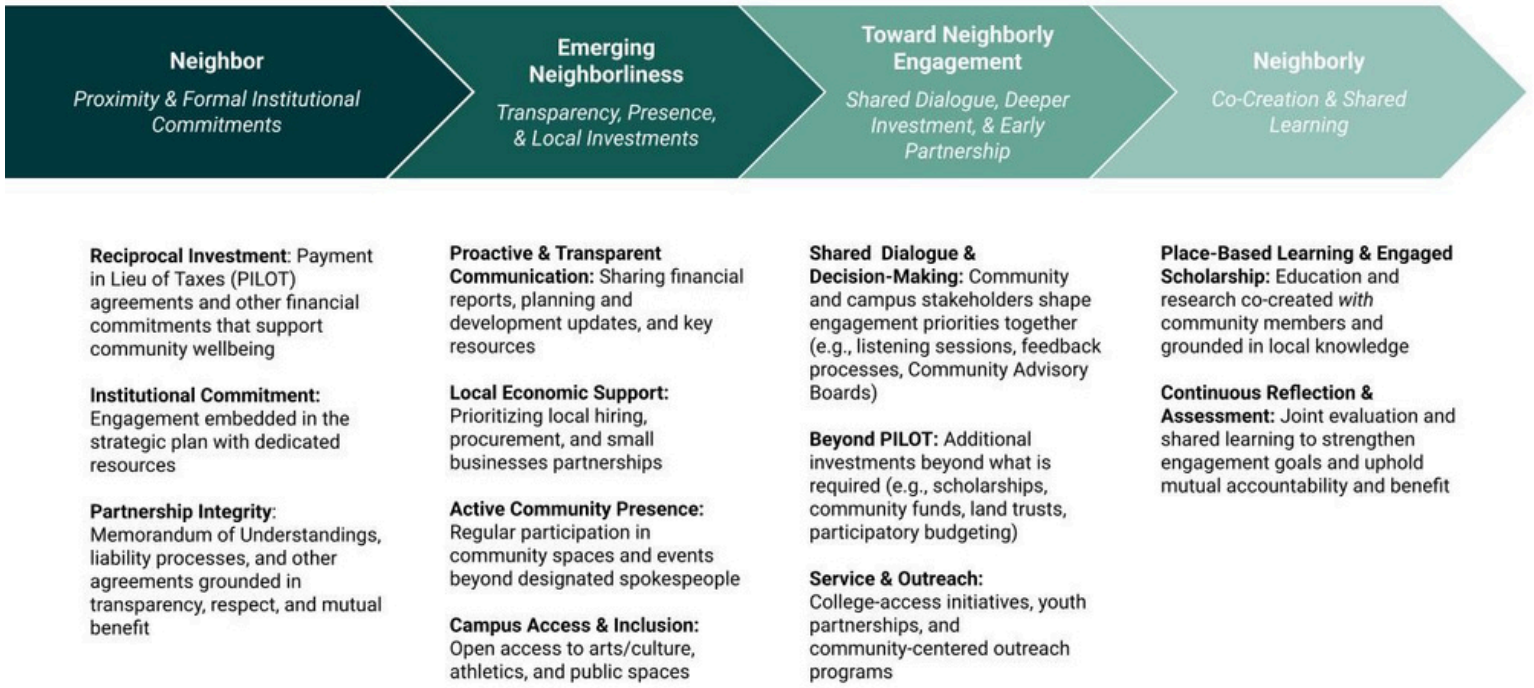 Neighbor
Proximity & Formal Institutional
Commitments
Emerging
Neighborliness
Transparency, Presence,
& Local Investments
Toward Neighborly
Engagement
Shared Dialogue, Deeper
Investment, & Early
Partnership
Neighborly
Co-Creation & Shared
Learning
Reciprocal Investment: Payment
in Lieu of Taxes (PILOT)
agreements and other financial
commitments that support
community wellbeing
Institutional Commitment:
Engagement embedded in the
strategic plan with dedicated
resources
Partnership Integrity:
Memorandum of Understandings,
liability processes, and other
agreements grounded in
transparency, respect, and mutual
benefit
Proactive & Transparent
Communication: Sharing financial
reports, planning and
development updates, and key
resources
Local Economic Support:
Prioritizing local hiring,
procurement, and small
businesses partnerships
Active Community Presence:
Regular participation in
community spaces and events
beyond designated spokespeople
Campus Access & Inclusion:
Open access to arts/culture,
athletics, and public spaces
Shared Dialogue &
Decision-Making: Community
and campus stakeholders shape
engagement priorities together
(e.g., listening sessions, feedback
processes, Community Advisory
Boards)
Beyond PILOT: Additional
investments beyond what is
required (e.g., scholarships,
community funds, land trusts,
participatory budgeting)
Service & Outreach:
College-access initiatives, youth
partnerships, and
community-centered outreach
programs
Place-Based Learning & Engaged
Scholarship: Education and
research co-created with
community members and
grounded in local knowledge
Continuous Reflection &
Assessment: Joint evaluation and
shared learning to strengthen
engagement goals and uphold
mutual accountability and benefit